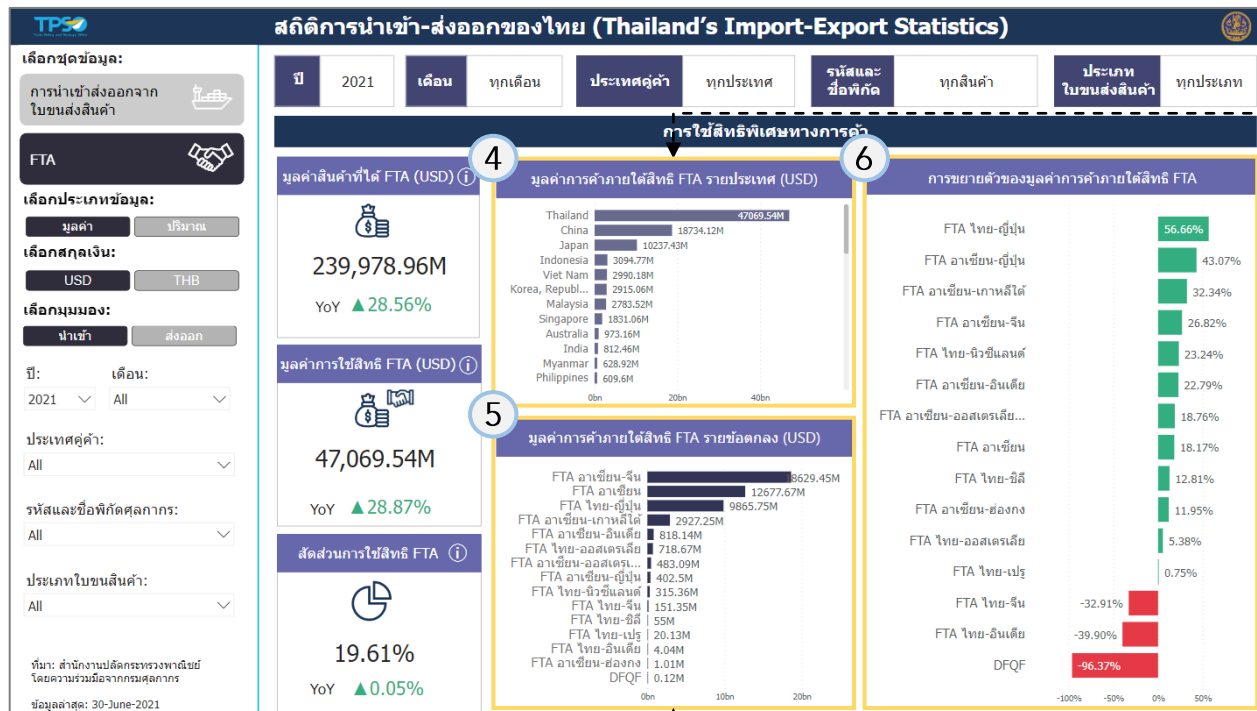 TPSO
สถิติการนำเข้า-ส่งออกของไทย (Thailand's Import-Export Statistics)
เลือกชุดข้อมูล:
การนำเข้าส่งออกจาก
ใบขนส่งสินค้า
FTA
เลือกประเภทข้อมูล:
มูลค่า ปริมาณ
เลือกสกุลเงิน:
USD THB
เลือกมุมมอง:
นำเข้า ส่งออก
ปี: เดือน:
2021 All
ประเทศคู่ค้า:
All
รหัสและชื่อพิกัดศุลกากร:
All
ประเภทใบขนสินค้า:
All
ที่มา: สำนักงานปลัดกระทรวงพาณิชย์
โดยความร่วมมือจากกรมศุลกากร
ข้อมูลล่าสุด: 30-June-2021
ปี 2021 เดือน ทุกเดือน ประเทศคู่ค้า ทุกประเทศ รหัสและ
ชื่อพิกัด ทุกสินค้า ประเภท
ใบขนส่งสินค้า ทุกประเภท
การใช้สิทธิพิเศษทางการค้า
มูลค่าสินค้าที่ได้ FTA (USD)
239,978.96M
YoY ▲28.56%
มูลค่าการใช้สิทธิ FTA (USD)
47,069.54M
YoY ▲28.87%
สัดส่วนการใช้สิทธิ FTA
19.61%
YoY ▲0.05%
4
มูลค่าการค้าภายใต้สิทธิ FTA รายประเทศ (USD)
Thailand 47069.54M
China 18734.12M
Japan 10237.43M
Indonesia 3094.77M
Viet Nam 2990.18M
Korea, Republ... 2915.06M
Malaysia 2783.52M
Singapore 1831.06M
Australia 973.16M
India 812.46M
Myanmar 628.92M
Philippines 609.6M
0bn 20bn 40bn
5
มูลค่าการค้าภายใต้สิทธิ FTA รายข้อตกลง (USD)
FTA อาเซียน-จีน 18629.45M
FTA อาเซียน 12677.67M
FTA ไทย-ญี่ปุ่น 9865.75M
FTA อาเซียน-เกาหลีใต้ 2927.25M
FTA อาเซียน-อินเดีย 818.14M
FTA ไทย-ออสเตรเลีย 718.67M
FTA อาเซียน-ออสเตรเ... 483.09M
FTA อาเซียน-ญี่ปุ่น 402.5M
FTA ไทย-นิวซีแลนด์ 315.36M
FTA ไทย-จีน 151.35M
FTA ไทย-ชิลี 55M
FTA ไทย-เปรู 20.13M
FTA ไทย-อินเดีย 4.04M
FTA อาเซียน-ฮ่องกง 1.01M
DFQF 0.12M
0bn 10bn 20bn
6
การขยายตัวของมูลค่าการค้าภายใต้สิทธิ FTA
FTA ไทย-ญี่ปุ่น 56.66%
FTA อาเซียน-ญี่ปุ่น 43.07%
FTA อาเซียน-เกาหลีใต้ 32.34%
FTA อาเซียน-จีน 26.82%
FTA ไทย-นิวซีแลนด์ 23.24%
FTA อาเซียน-อินเดีย 22.79%
FTA อาเซียน-ออสเตรเลีย... 18.76%
FTA อาเซียน 18.17%
FTA ไทย-ชิลี 12.81%
FTA อาเซียน-ฮ่องกง 11.95%
FTA ไทย-ออสเตรเลีย 5.38%
FTA ไทย-เปรู 0.75%
FTA ไทย-จีน -32.91%
FTA ไทย-อินเดีย -39.90%
DFQF -96.37%
-100% -50% 0% 50%